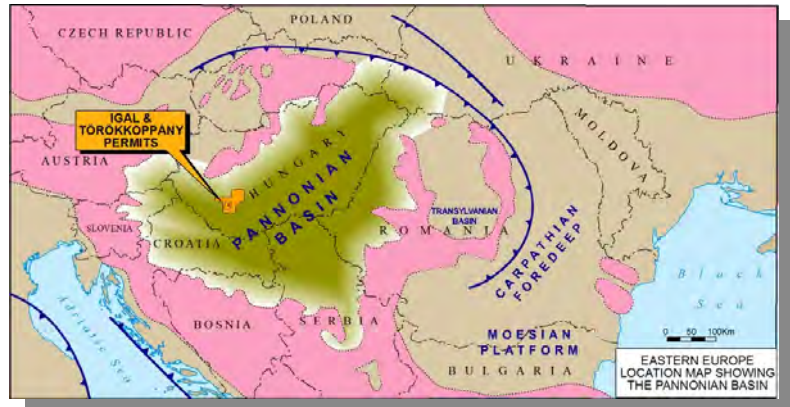 POLAND
CZECH REPUBLIC
UKRAINE
IGAL &
TÖRÖKKOPPÁNY
PERMITS
MOLDOVA
AUSTRIA
HUNGARY
PANNONIAN
BASIN
TRANSYLVANIAN
BASIN
SLOVENIA
CROATIA
ROMANIA
CARPATHIAN
FOREDEEP
Black
Sea
Adriatic Sea
BOSNIA
SERBIA
MOESIAN
PLATFORM
BULGARIA
0 50 100Km
EASTERN EUROPE
LOCATION MAP SHOWING
THE PANNONIAN BASIN